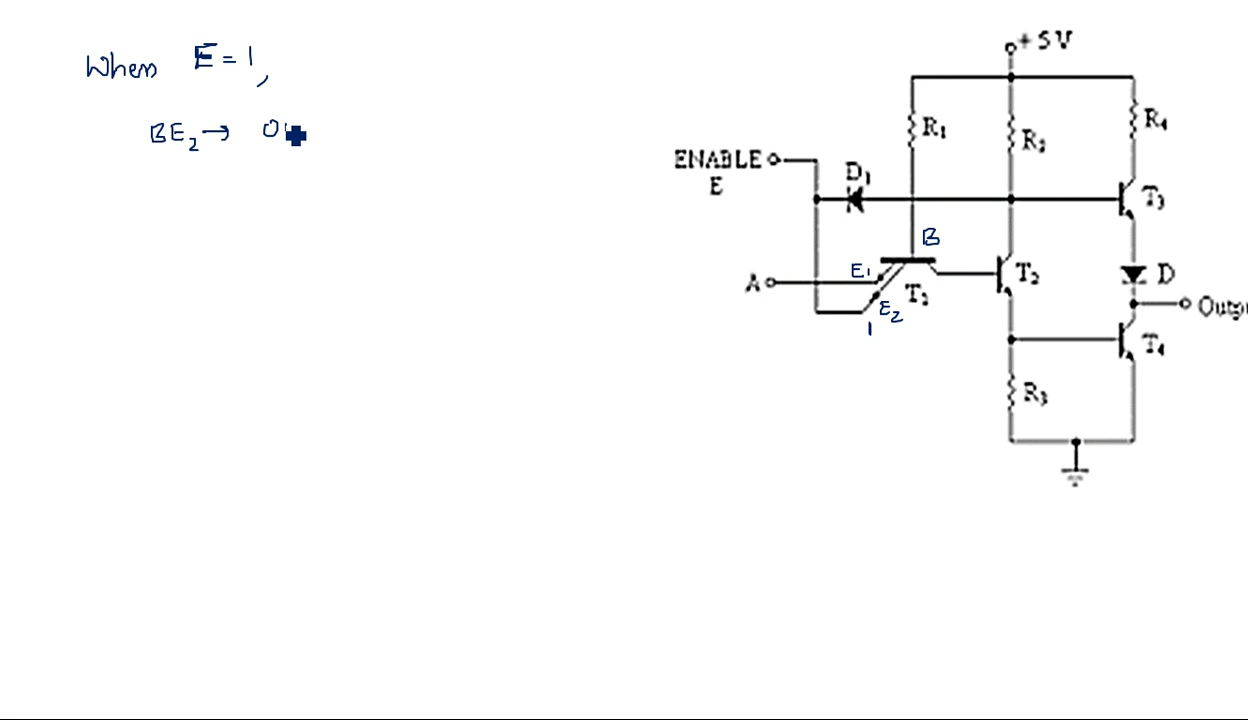 When E = 1,
BE2 → O
+5V
R1
R2
R4
ENABLE
E
D1
T3
B
A
E1
T1
E2
1
T2
D
Outpu
T4
R3